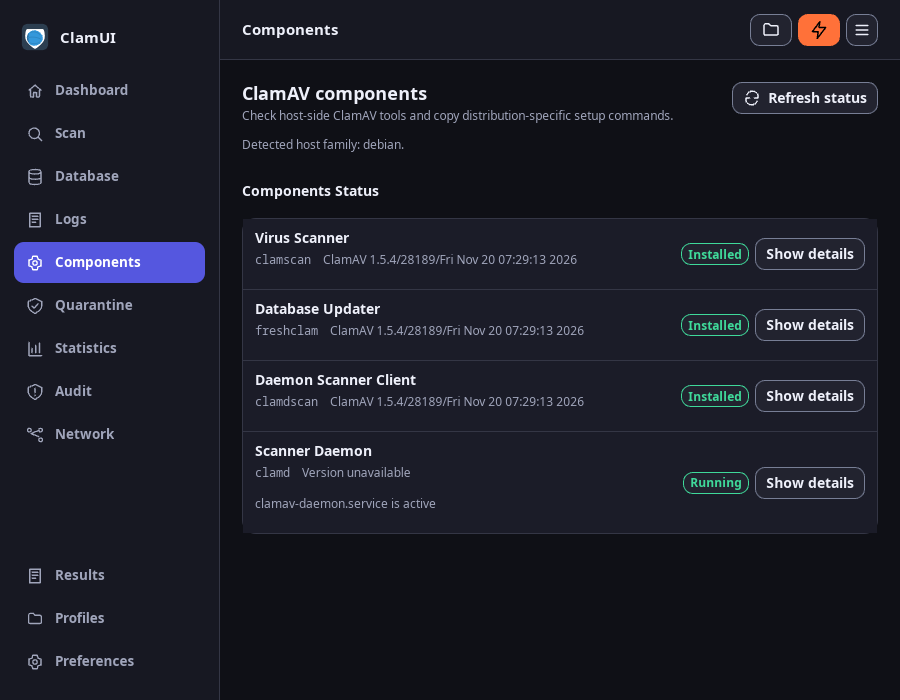 ClamUI
Dashboard
Scan
Database
Logs
Components
Quarantine
Statistics
Audit
Network
Results
Profiles
Preferences
Components
ClamAV components
Check host-side ClamAV tools and copy distribution-specific setup commands.
Refresh status
Detected host family: debian.
Components Status
Virus Scanner
clamscan ClamAV 1.5.4/28189/Fri Nov 20 07:29:13 2026
Installed
Show details
Database Updater
freshclam ClamAV 1.5.4/28189/Fri Nov 20 07:29:13 2026
Installed
Show details
Daemon Scanner Client
clamdscan ClamAV 1.5.4/28189/Fri Nov 20 07:29:13 2026
Installed
Show details
Scanner Daemon
clamd Version unavailable
clamav-daemon.service is active
Running
Show details